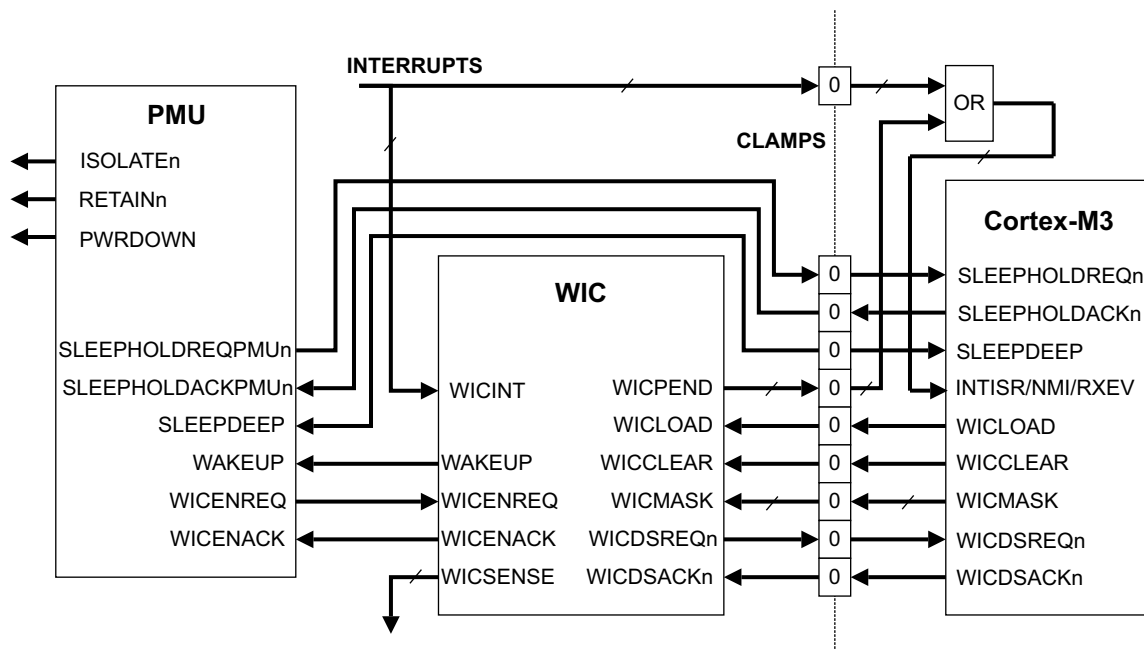 INTERRUPTS
0
OR
CLAMPS
PMU
ISOLATEn
RETAINn
PWRDOWN
SLEEPHOLDREQPMUn
SLEEPHOLDACKPMUn
SLEEPDEEP
WAKEUP
WICENREQ
WICENACK
WIC
WICINT
WAKEUP
WICENREQ
WICENACK
WICSENSE
WICPEND
WICLOAD
WICCLEAR
WICMASK
WICDSREQn
WICDSACKn
0
0
0
0
0
0
0
0
0
Cortex-M3
SLEEPHOLDREQn
SLEEPHOLDACKn
SLEEPDEEP
INTISR/NMI/RXEV
WICLOAD
WICCLEAR
WICMASK
WICDSREQn
WICDSACKn